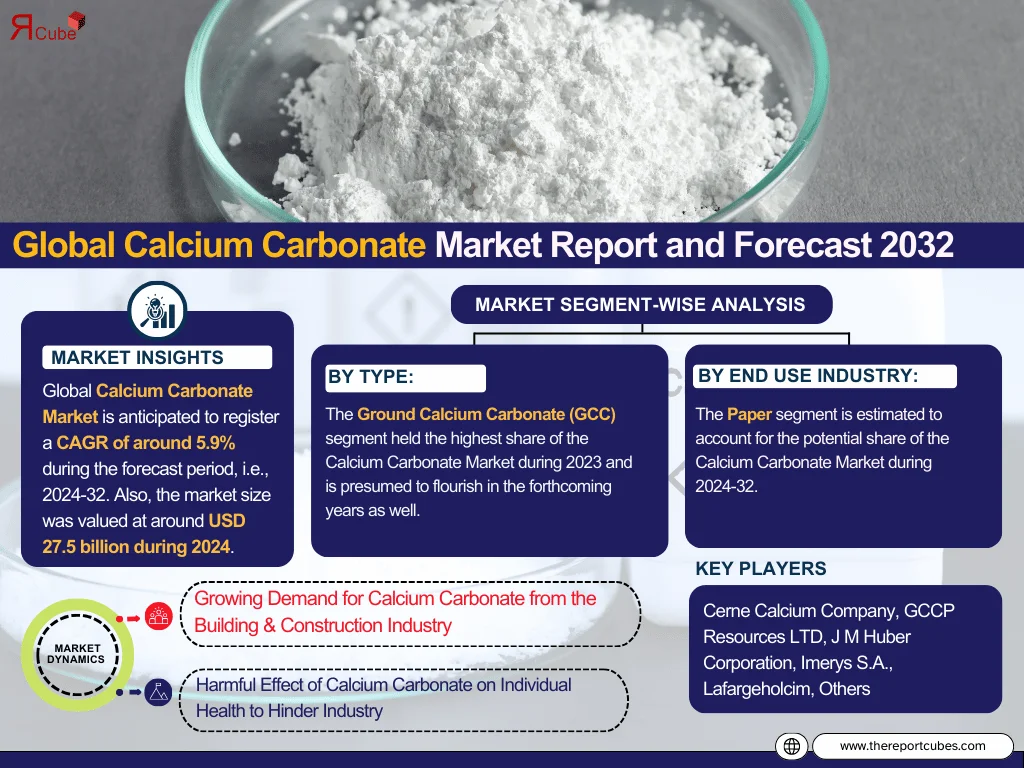 ЯCube
Global Calcium Carbonate Market Report and Forecast 2032
MARKET INSIGHTS
Global Calcium Carbonate
Market is anticipated to register
a CAGR of around 5.9%
during the forecast period, i.e.,
2024-32. Also, the market size
was valued at around USD
27.5 billion during 2024.
MARKET SEGMENT-WISE ANALYSIS
BY TYPE:
The Ground Calcium Carbonate (GCC)
segment held the highest share of the
Calcium Carbonate Market during 2023 and
is presumed to flourish in the forthcoming
years as well.
BY END USE INDUSTRY:
The Paper segment is estimated to
account for the potential share of the
Calcium Carbonate Market during
2024-32.
MARKET
DYNAMICS
Growing Demand for Calcium Carbonate from the
Building & Construction Industry
Harmful Effect of Calcium Carbonate on Individual
Health to Hinder Industry
KEY PLAYERS
Cerne Calcium Company, GCCP
Resources LTD, J M Huber
Corporation, Imerys S.A.,
Lafargeholcim, Others
www.thereportcubes.com